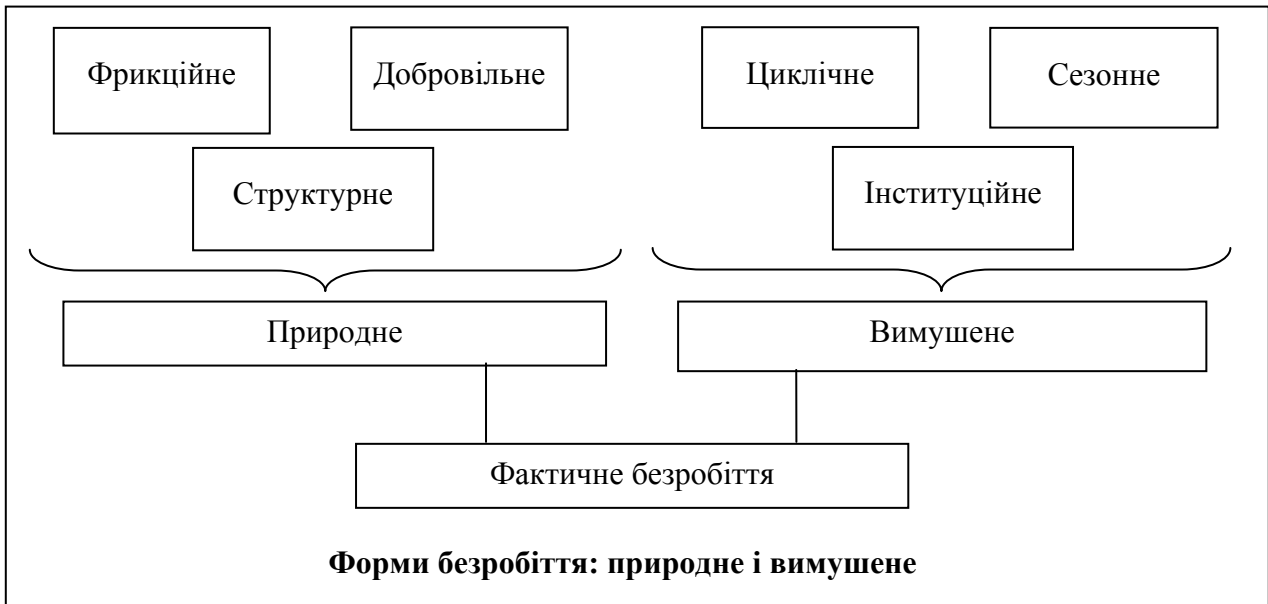 Фрикційне
Добровільне
Циклічне
Сезонне
Структурне
Інституційне
Природне
Вимушене
Фактичне безробіття
Форми безробіття: природне і вимушене